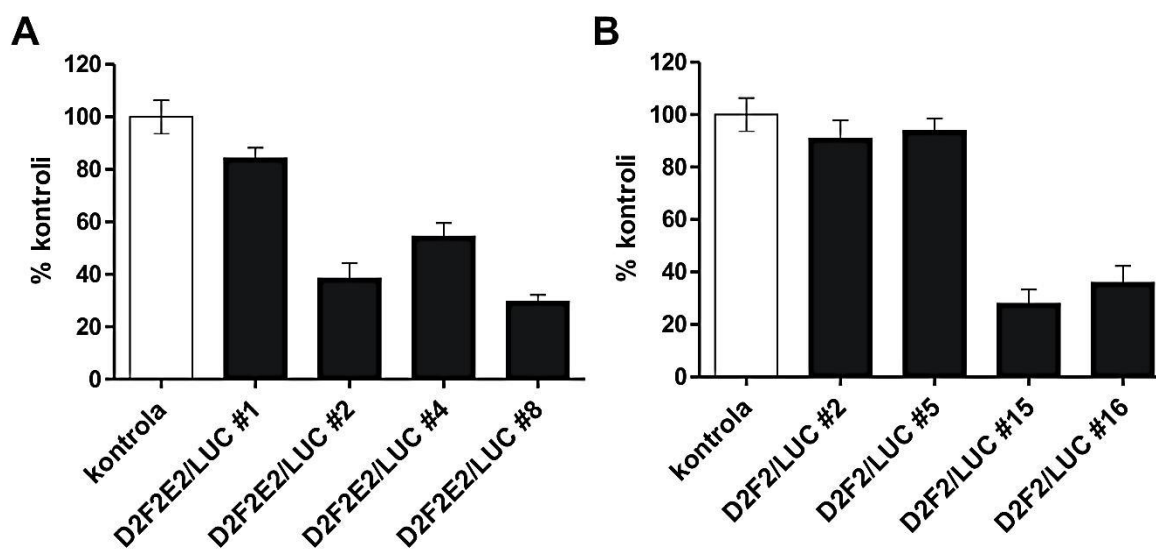 A
% kontroli
120
100
80
60
40
20
0
kontrola
D2F2E2/LUC #1
D2F2E2/LUC #2
D2F2E2/LUC #4
D2F2E2/LUC #8
B
% kontroli
120
100
80
60
40
20
0
kontrola
D2F2/LUC #2
D2F2/LUC #5
D2F2/LUC #15
D2F2/LUC #16